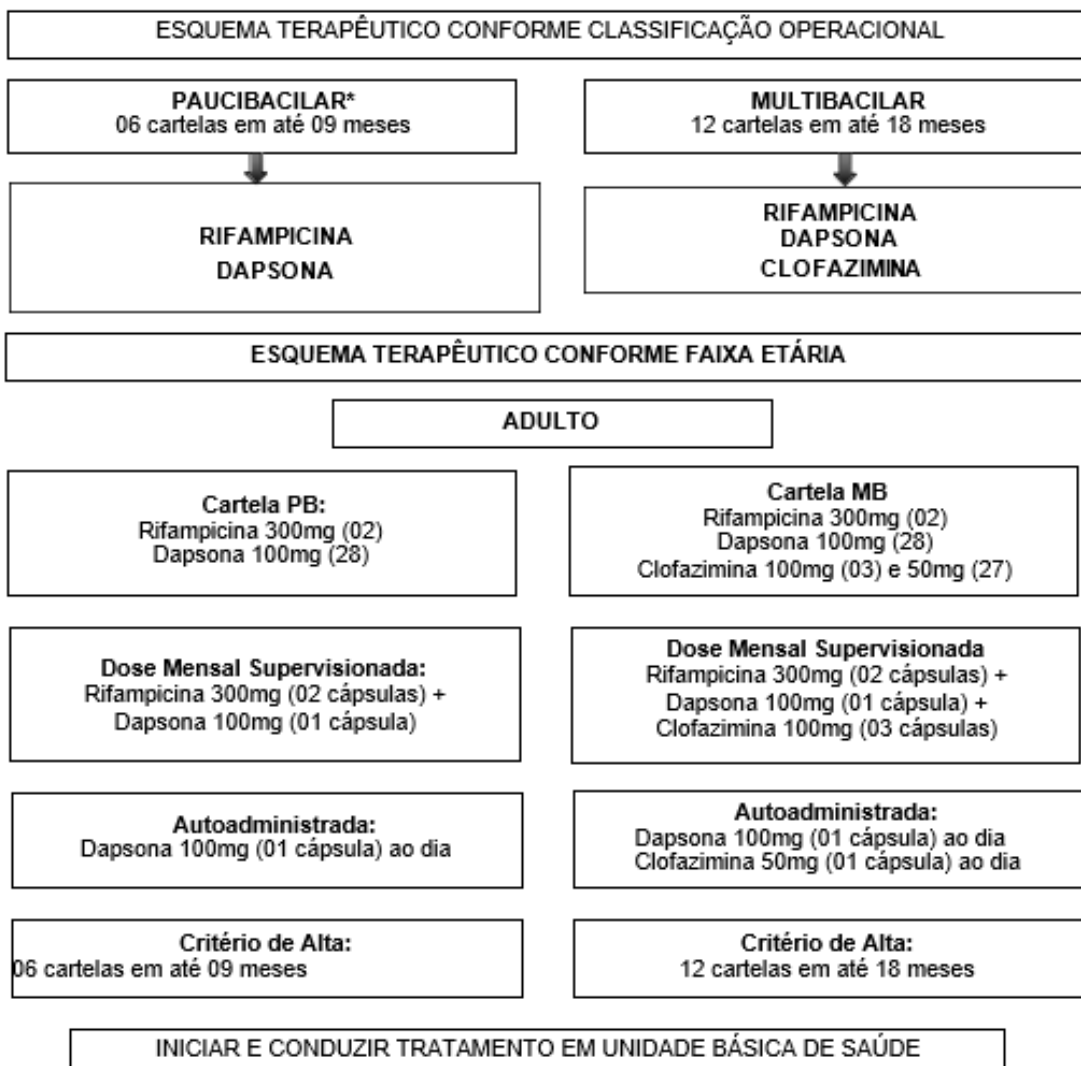 ESQUEMA TERAPÊUTICO CONFORME CLASSIFICAÇÃO OPERACIONAL
PAUCIBACILAR*
06 cartelas em até 09 meses
MULTIBACILAR
12 cartelas em até 18 meses
RIFAMPICINA
DAPSONA
RIFAMPICINA
DAPSONA
CLOFAZIMINA
ESQUEMA TERAPÊUTICO CONFORME FAIXA ETÁRIA
ADULTO
Cartela PB:
Rifampicina 300mg (02)
Dapsona 100mg (28)
Cartela MB
Rifampicina 300mg (02)
Dapsona 100mg (28)
Clofazimina 100mg (03) e 50mg (27)
Dose Mensal Supervisionada:
Rifampicina 300mg (02 cápsulas) +
Dapsona 100mg (01 cápsula)
Dose Mensal Supervisionada
Rifampicina 300mg (02 cápsulas) +
Dapsona 100mg (01 cápsula) +
Clofazimina 100mg (03 cápsulas)
Autoadministrada:
Dapsona 100mg (01 cápsula) ao dia
Autoadministrada:
Dapsona 100mg (01 cápsula) ao dia
Clofazimina 50mg (01 cápsula) ao dia
Critério de Alta:
06 cartelas em até 09 meses
Critério de Alta:
12 cartelas em até 18 meses
INICIAR E CONDUZIR TRATAMENTO EM UNIDADE BÁSICA DE SAÚDE